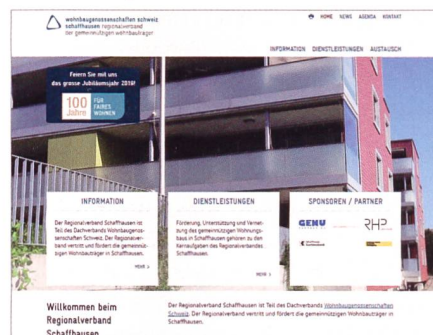 wohnbaugenossenschaften schweiz
schaffhausen regionalverband
der gemeinnützigen wohnbauträger
HOME NEWS AGENDA KONTAKT
INFORMATION DIENSTLEISTUNGEN AUSTAUSCH
Feiern Sie mit uns
das grosse Jubiläumsjahr 2019!
100
Jahre
FÜR
FAIRES
WOHNEN
INFORMATION
Der Regionalverband Schaffhausen ist
Teil des Dachverbands Wohnbaugenos-
senschaften Schweiz. Der Regionalver-
band vertritt und fördert die gemeinnüt-
zigen Wohnbauträger in Schaffhausen.
MEHR >
DIENSTLEISTUNGEN
Förderung, Unterstützung und Vernet-
zung des gemeinnützigen Wohnungs-
baus in Schaffhausen gehören zu den
Kernaufgaben des Regionalverbandes
Schaffhausen.
MEHR >
SPONSOREN / PARTNER
GENU
RHP
Willkommen beim
Regionalverband
Schaffhausen
Der Regionalverband Schaffhausen ist Teil des Dachverbands Wohnbaugenossenschaften
Schweiz. Der Regionalverband vertritt und fördert die gemeinnützigen Wohnbauträger in
Schaffhausen.